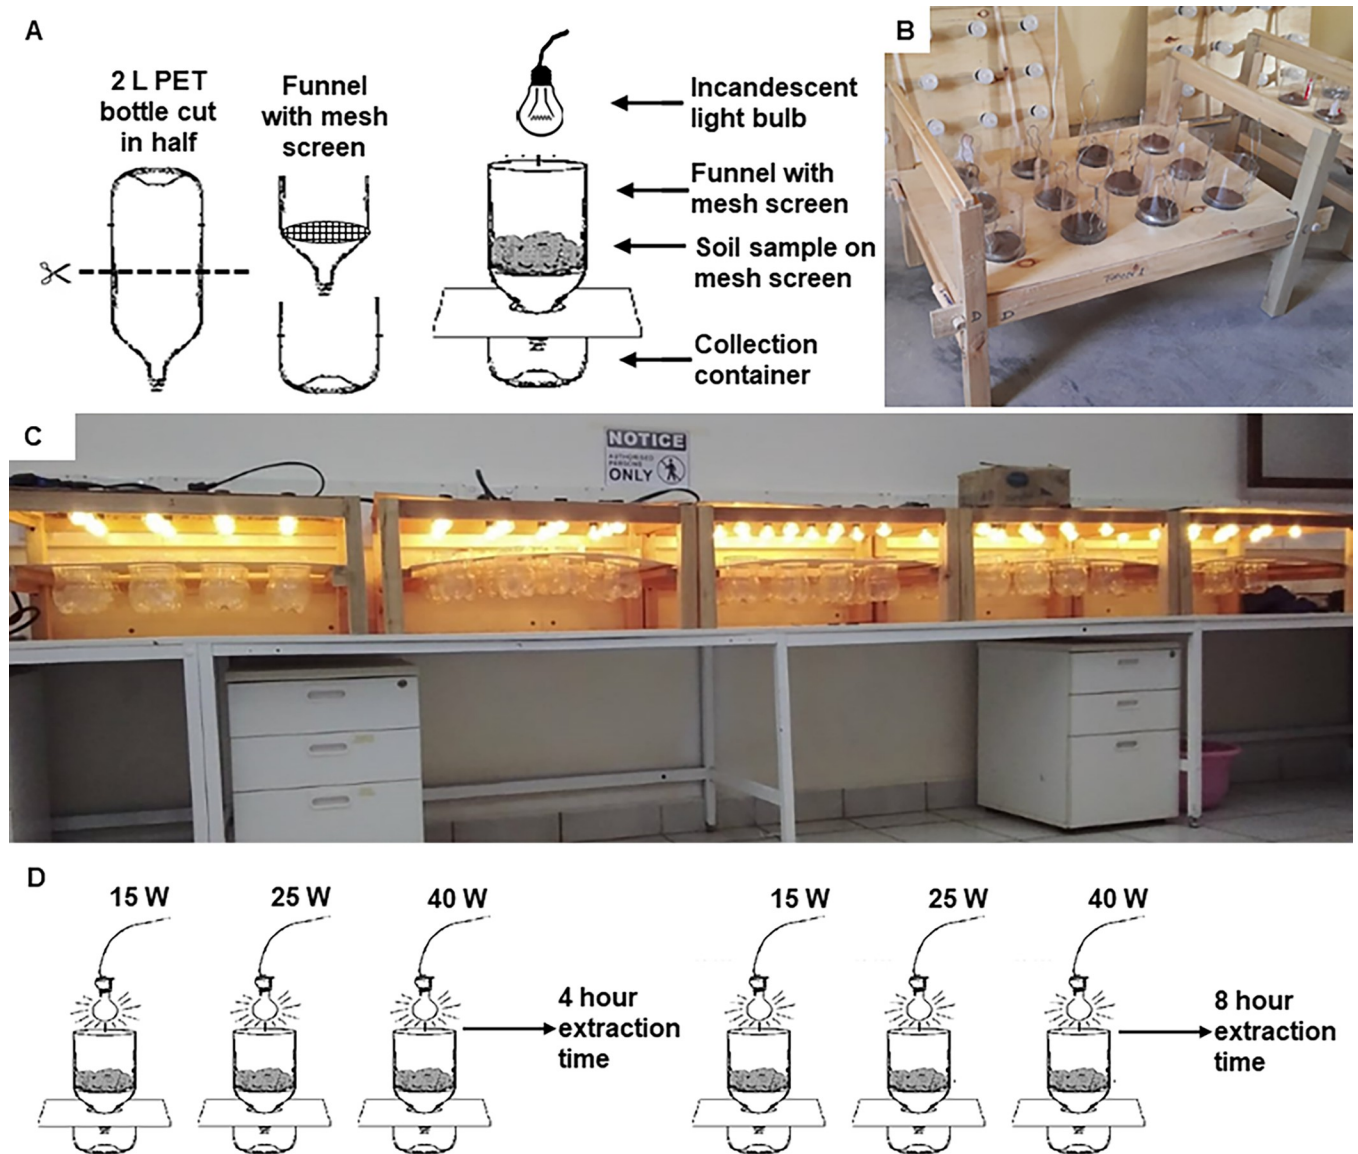 A
2 L PET
bottle cut
in half
Funnel
with mesh
screen
Incandescent
light bulb
Funnel with
mesh screen
Soil sample on
mesh screen
Collection
container
B
D D
C
NOTICE
AUTHORISED
PERSONS
ONLY
D
15 W
25 W
40 W
4 hour
extraction
time
15 W
25 W
40 W
8 hour
extraction
time